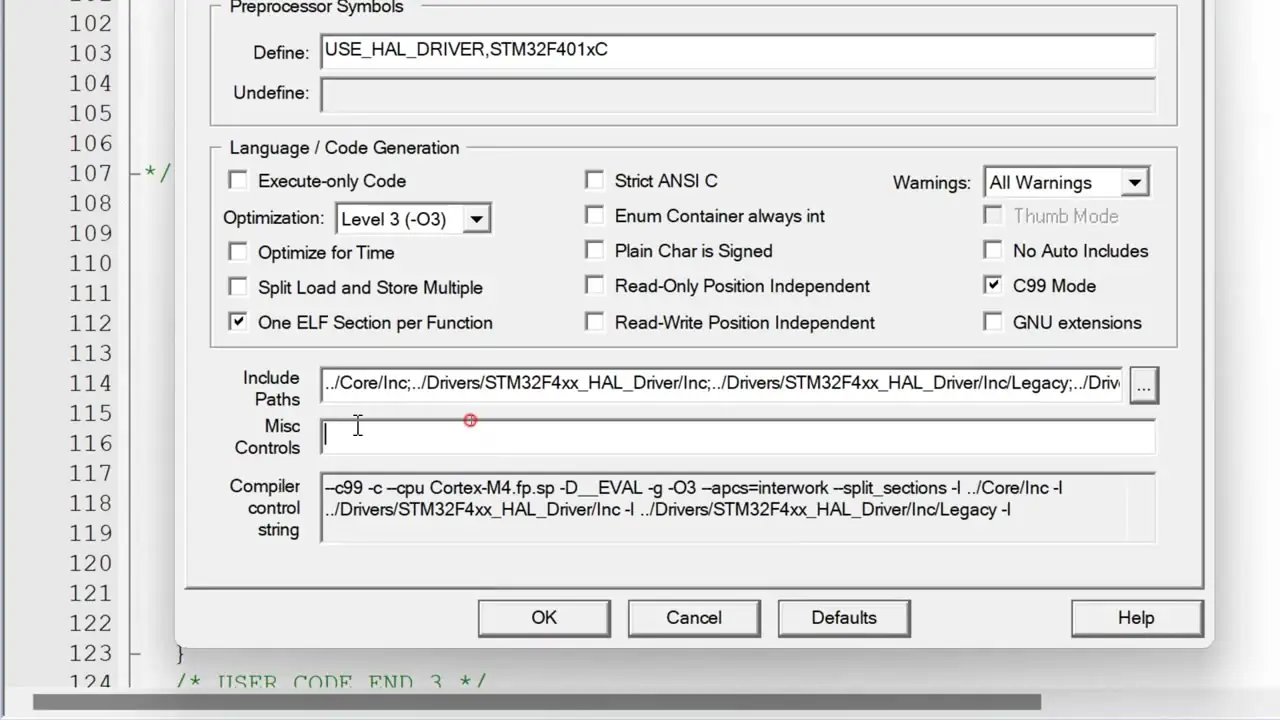 102
103
104
105
106
107
108
109
110
111
112
113
114
115
116
117
118
119
120
121
122
123
124
*/
}
/* USER CODE END 3 */
Preprocessor Symbols
Define: USE_HAL_DRIVER,STM32F401xC
Undefine:
Language / Code Generation
Execute-only Code
Strict ANSI C
Warnings: All Warnings
Optimization: Level 3 (-O3)
Enum Container always int
Thumb Mode
Optimize for Time
Plain Char is Signed
No Auto Includes
Split Load and Store Multiple
Read-Only Position Independent
C99 Mode
One ELF Section per Function
Read-Write Position Independent
GNU extensions
Include
Paths
../Core/Inc;../Drivers/STM32F4xx_HAL_Driver/Inc;../Drivers/STM32F4xx_HAL_Driver/Inc/Legacy;../Driv
...
Misc
Controls
Compiler
control
string
--c99 -c --cpu Cortex-M4.fp.sp -D__EVAL -g -O3 --apcs=interwork --split_sections -I ../Core/Inc -I
../Drivers/STM32F4xx_HAL_Driver/Inc -I ../Drivers/STM32F4xx_HAL_Driver/Inc/Legacy -I
OK
Cancel
Defaults
Help